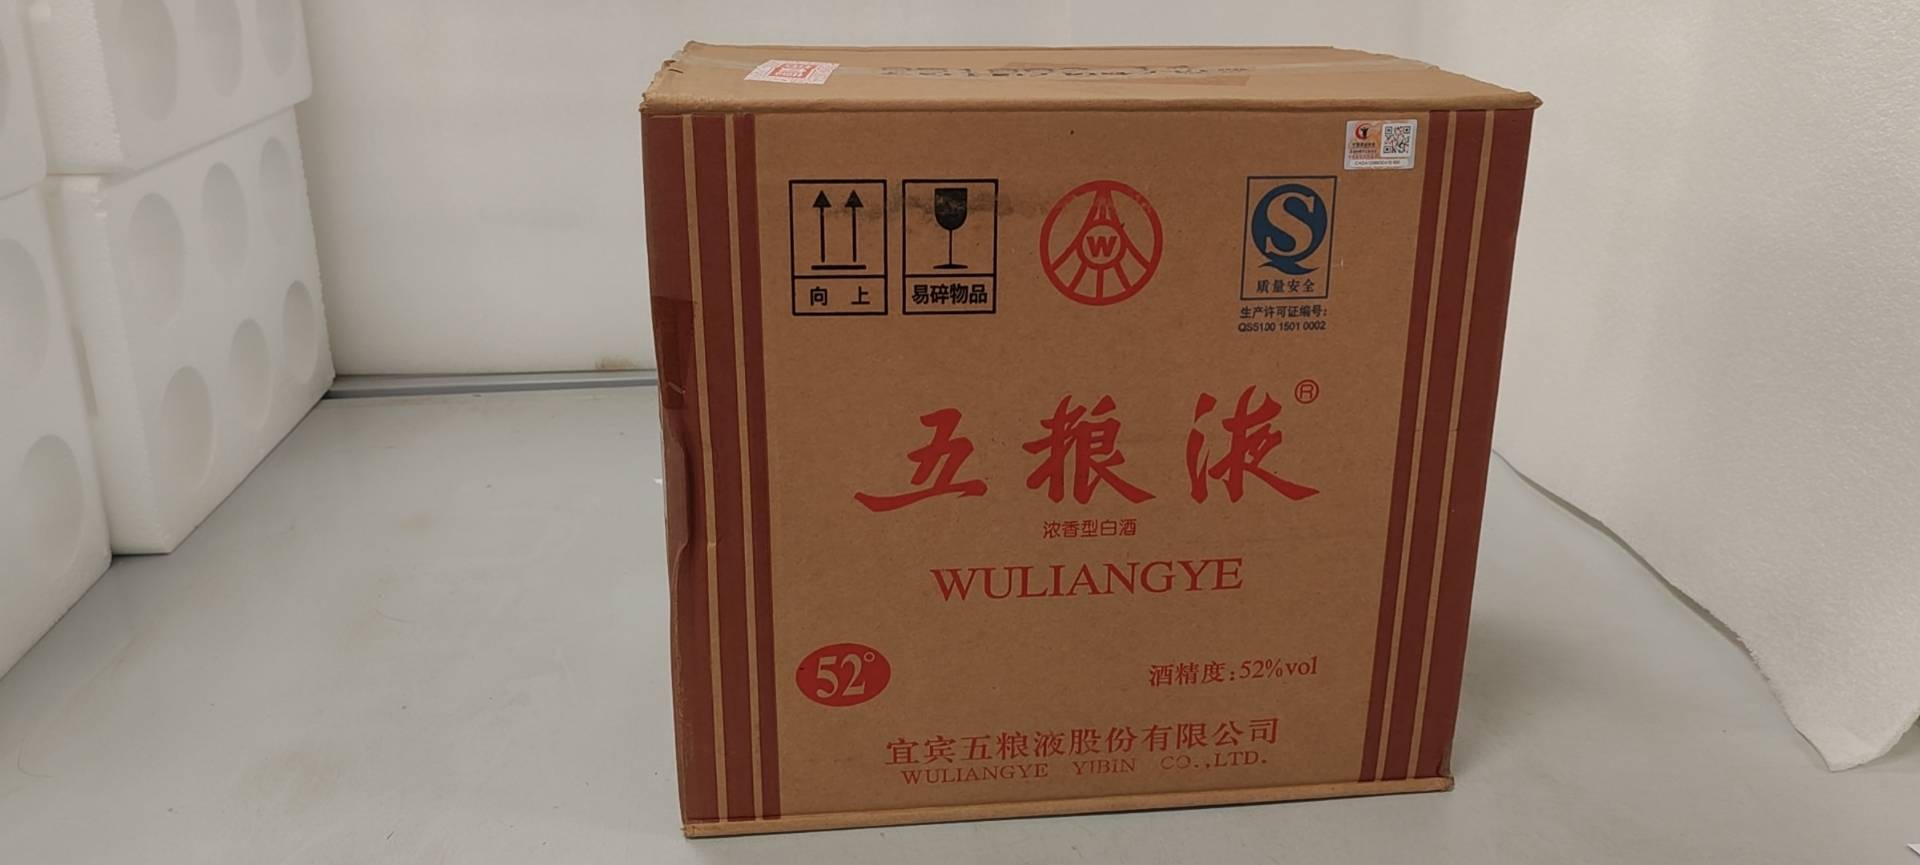 向 上
易碎物品
W
QS
质量安全
生产许可证编号:
QS5100 1501 0002
五粮液®
浓香型白酒
WULIANGYE
52°
酒精度:52%vol
宜宾五粮液股份有限公司
WULIANGYE YIBIN CO.,LTD.